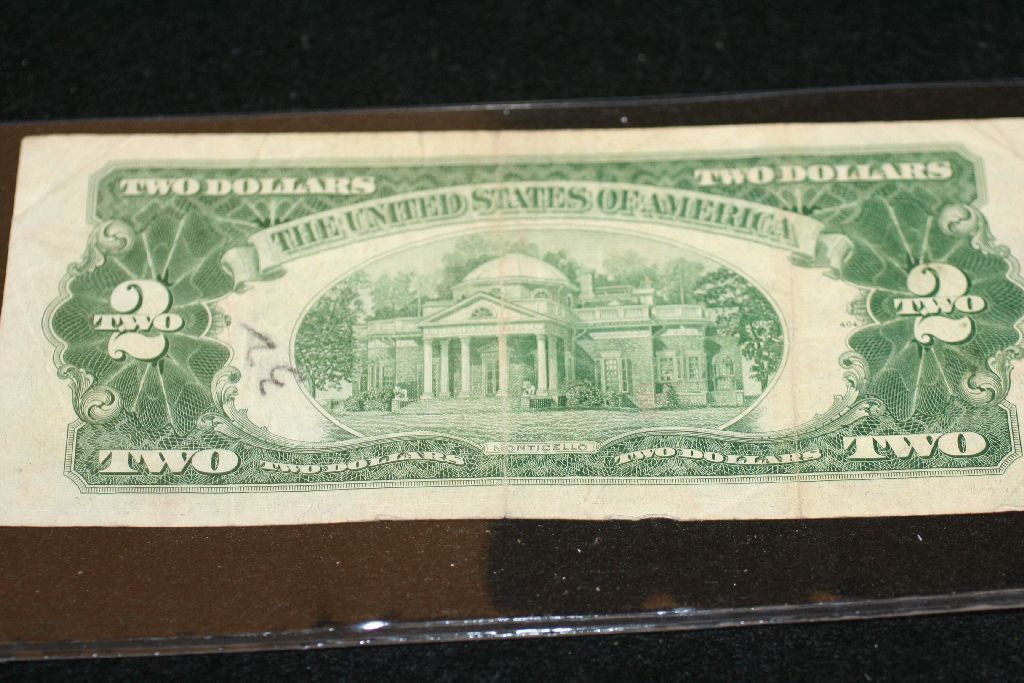 TWO DOLLARS TWO DOLLARS
THE UNITED STATES OF AMERICA
2 2
TWO TWO
404
MONTICELLO
TWO TWO DOLLARS TWO DOLLARS TWO